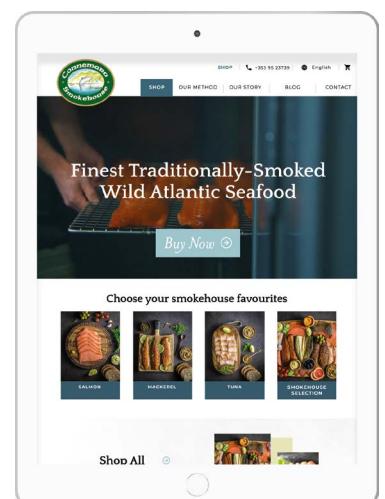 Connemara
Smokehouse
SHOP
+353 95 23739
English
SHOP
OUR METHOD
OUR STORY
BLOG
CONTACT
Finest Traditionally-Smoked
Wild Atlantic Seafood
Buy Now
Choose your smokehouse favourites
SALMON
MACKEREL
TUNA
SMOKEHOUSE
SELECTION
Shop All